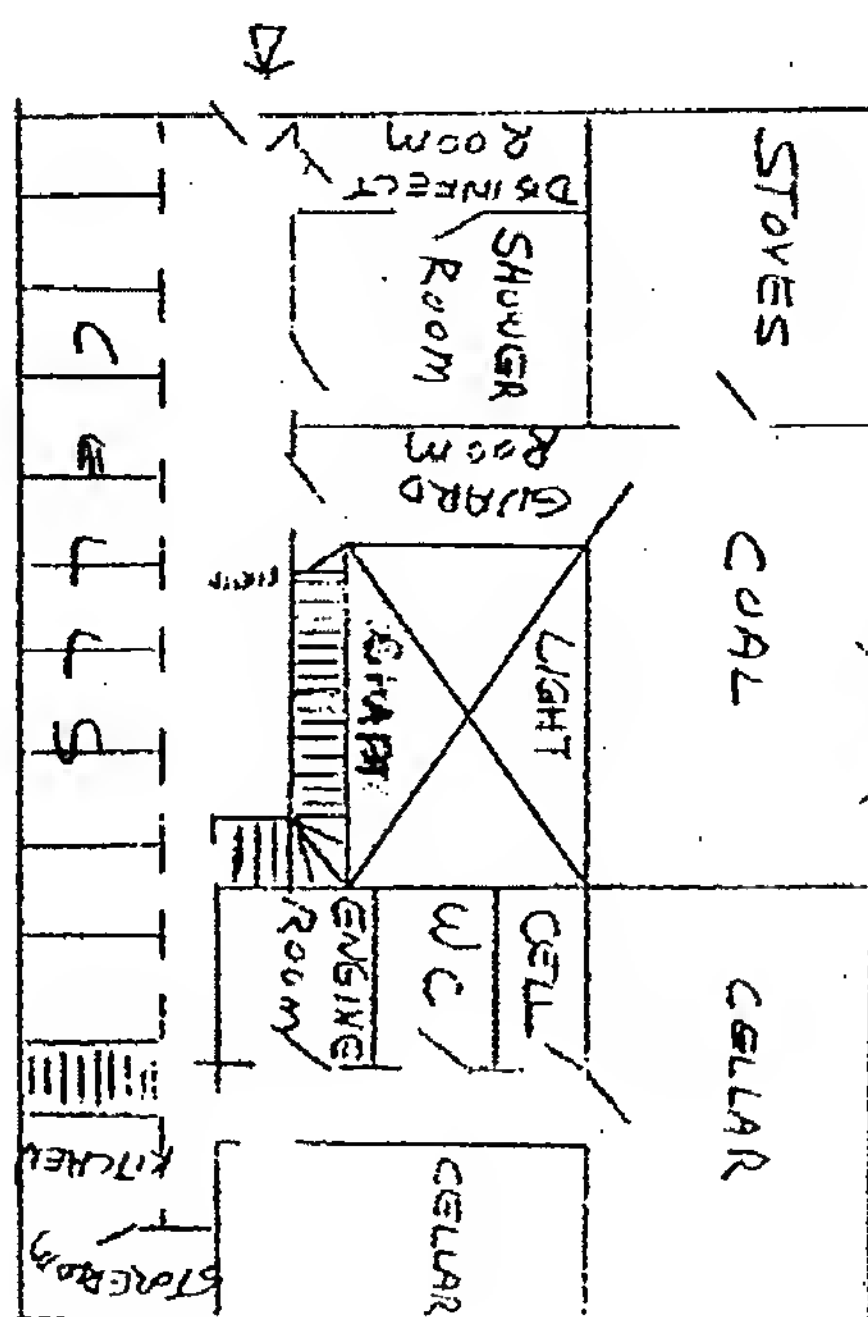 DISINFECT
ROOM
SHOWER
ROOM
STOVES
GUARD
ROOM
CELLS
LIGHT
SHAFT
COAL
ENGINE
ROOM
WC
CELL
CELLAR
KITCHEN
STOREROOM
CELLAR